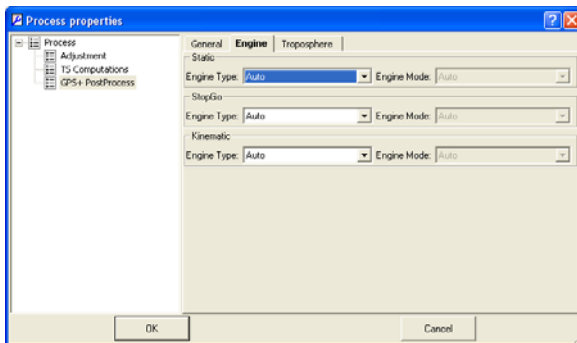 Process properties
Process
Adjustment
TS Computations
GPS+ PostProcess
General Engine Troposphere
Static
Engine Type: Auto Engine Mode: Auto
StopGo
Engine Type: Auto Engine Mode: Auto
Kinematic
Engine Type: Auto Engine Mode: Auto
OK Cancel